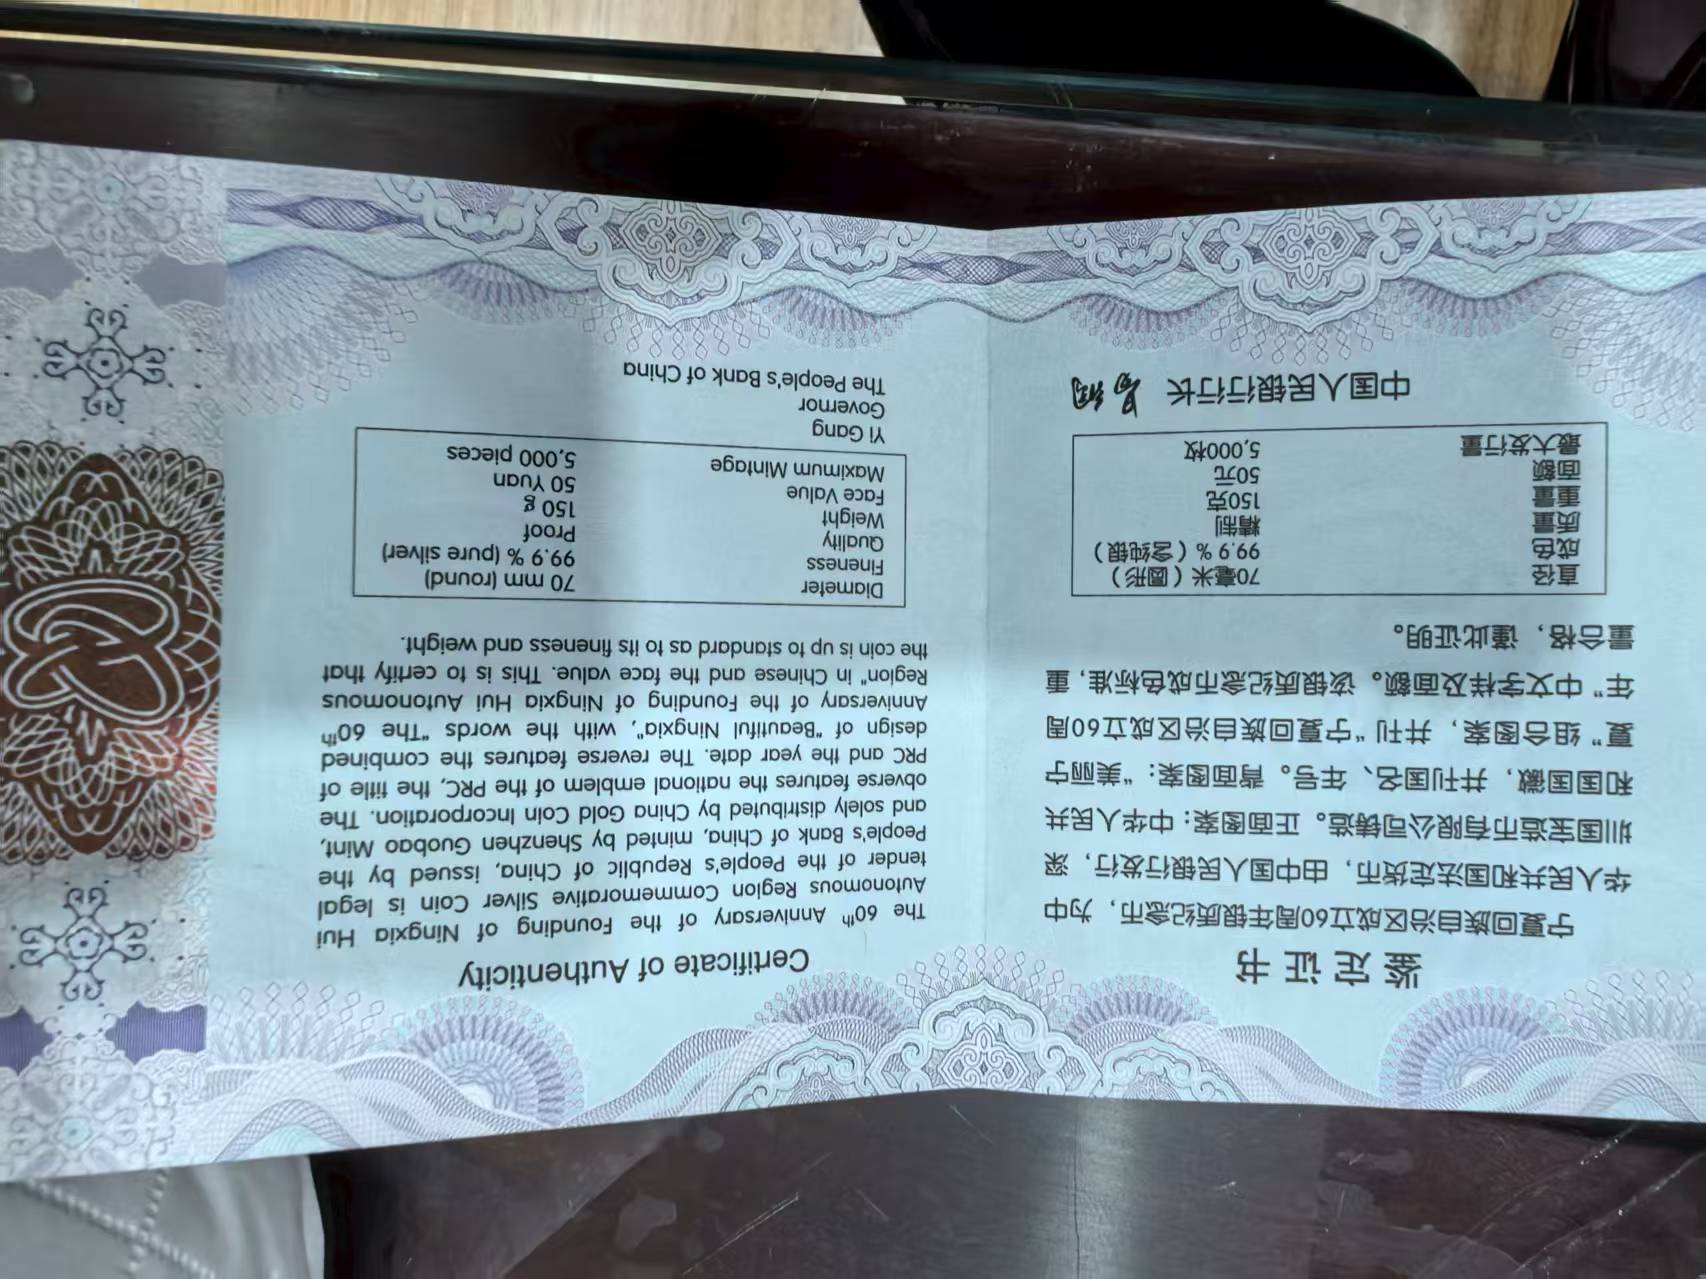 鉴定证书
宁夏回族自治区成立60周年银质纪念币，为中
华人民共和国法定货币，由中国人民银行发行，深
圳国宝造币有限公司铸造。正面图案：中华人民共
和国国徽，并刊国名、年号。背面图案：“美丽宁
夏”组合图案，并刊“宁夏回族自治区成立60周
年”中文字样及面额。该银质纪念币成色标准，重
量合格，谨此证明。
直径 70毫米（圆形）
成色 99.9％（含纯银）
质量 精制
重量 150克
面额 50元
最大发行量 5,000枚
中国人民银行行长 易纲
Certificate of Authenticity
The 60th Anniversary of the Founding of Ningxia Hui
Autonomous Region Commemorative Silver Coin is legal
tender of the People's Republic of China, issued by the
People's Bank of China, minted by Shenzhen Guobao Mint,
and solely distributed by China Gold Coin Incorporation. The
obverse features the national emblem of the PRC, the title of
PRC and the year date. The reverse features the combined
design of "Beautiful Ningxia", with the words "The 60th
Anniversary of the Founding of Ningxia Hui Autonomous
Region" in Chinese and the face value. This is to certify that
the coin is up to standard as to its fineness and weight.
Diameter 70 mm (round)
Fineness 99.9 % (pure silver)
Quality Proof
Weight 150 g
Face Value 50 Yuan
Maximum Mintage 5,000 pieces
Yi Gang
Governor
The People's Bank of China